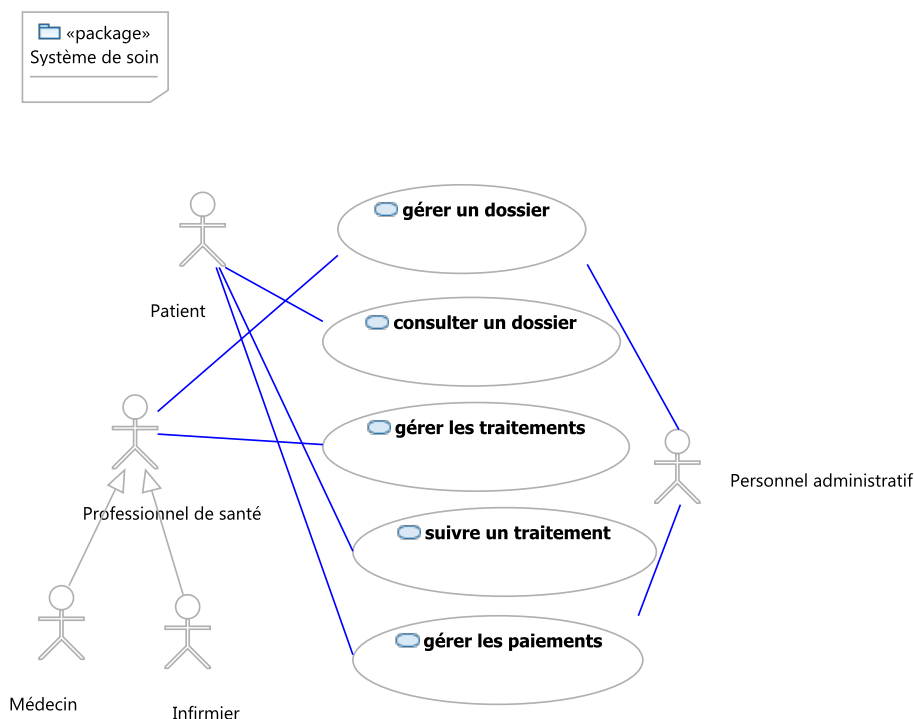 «package»
Système de soin
gérer un dossier
Patient
consulter un dossier
gérer les traitements
Personnel administratif
Professionnel de santé
suivre un traitement
gérer les paiements
Médecin
Infirmier